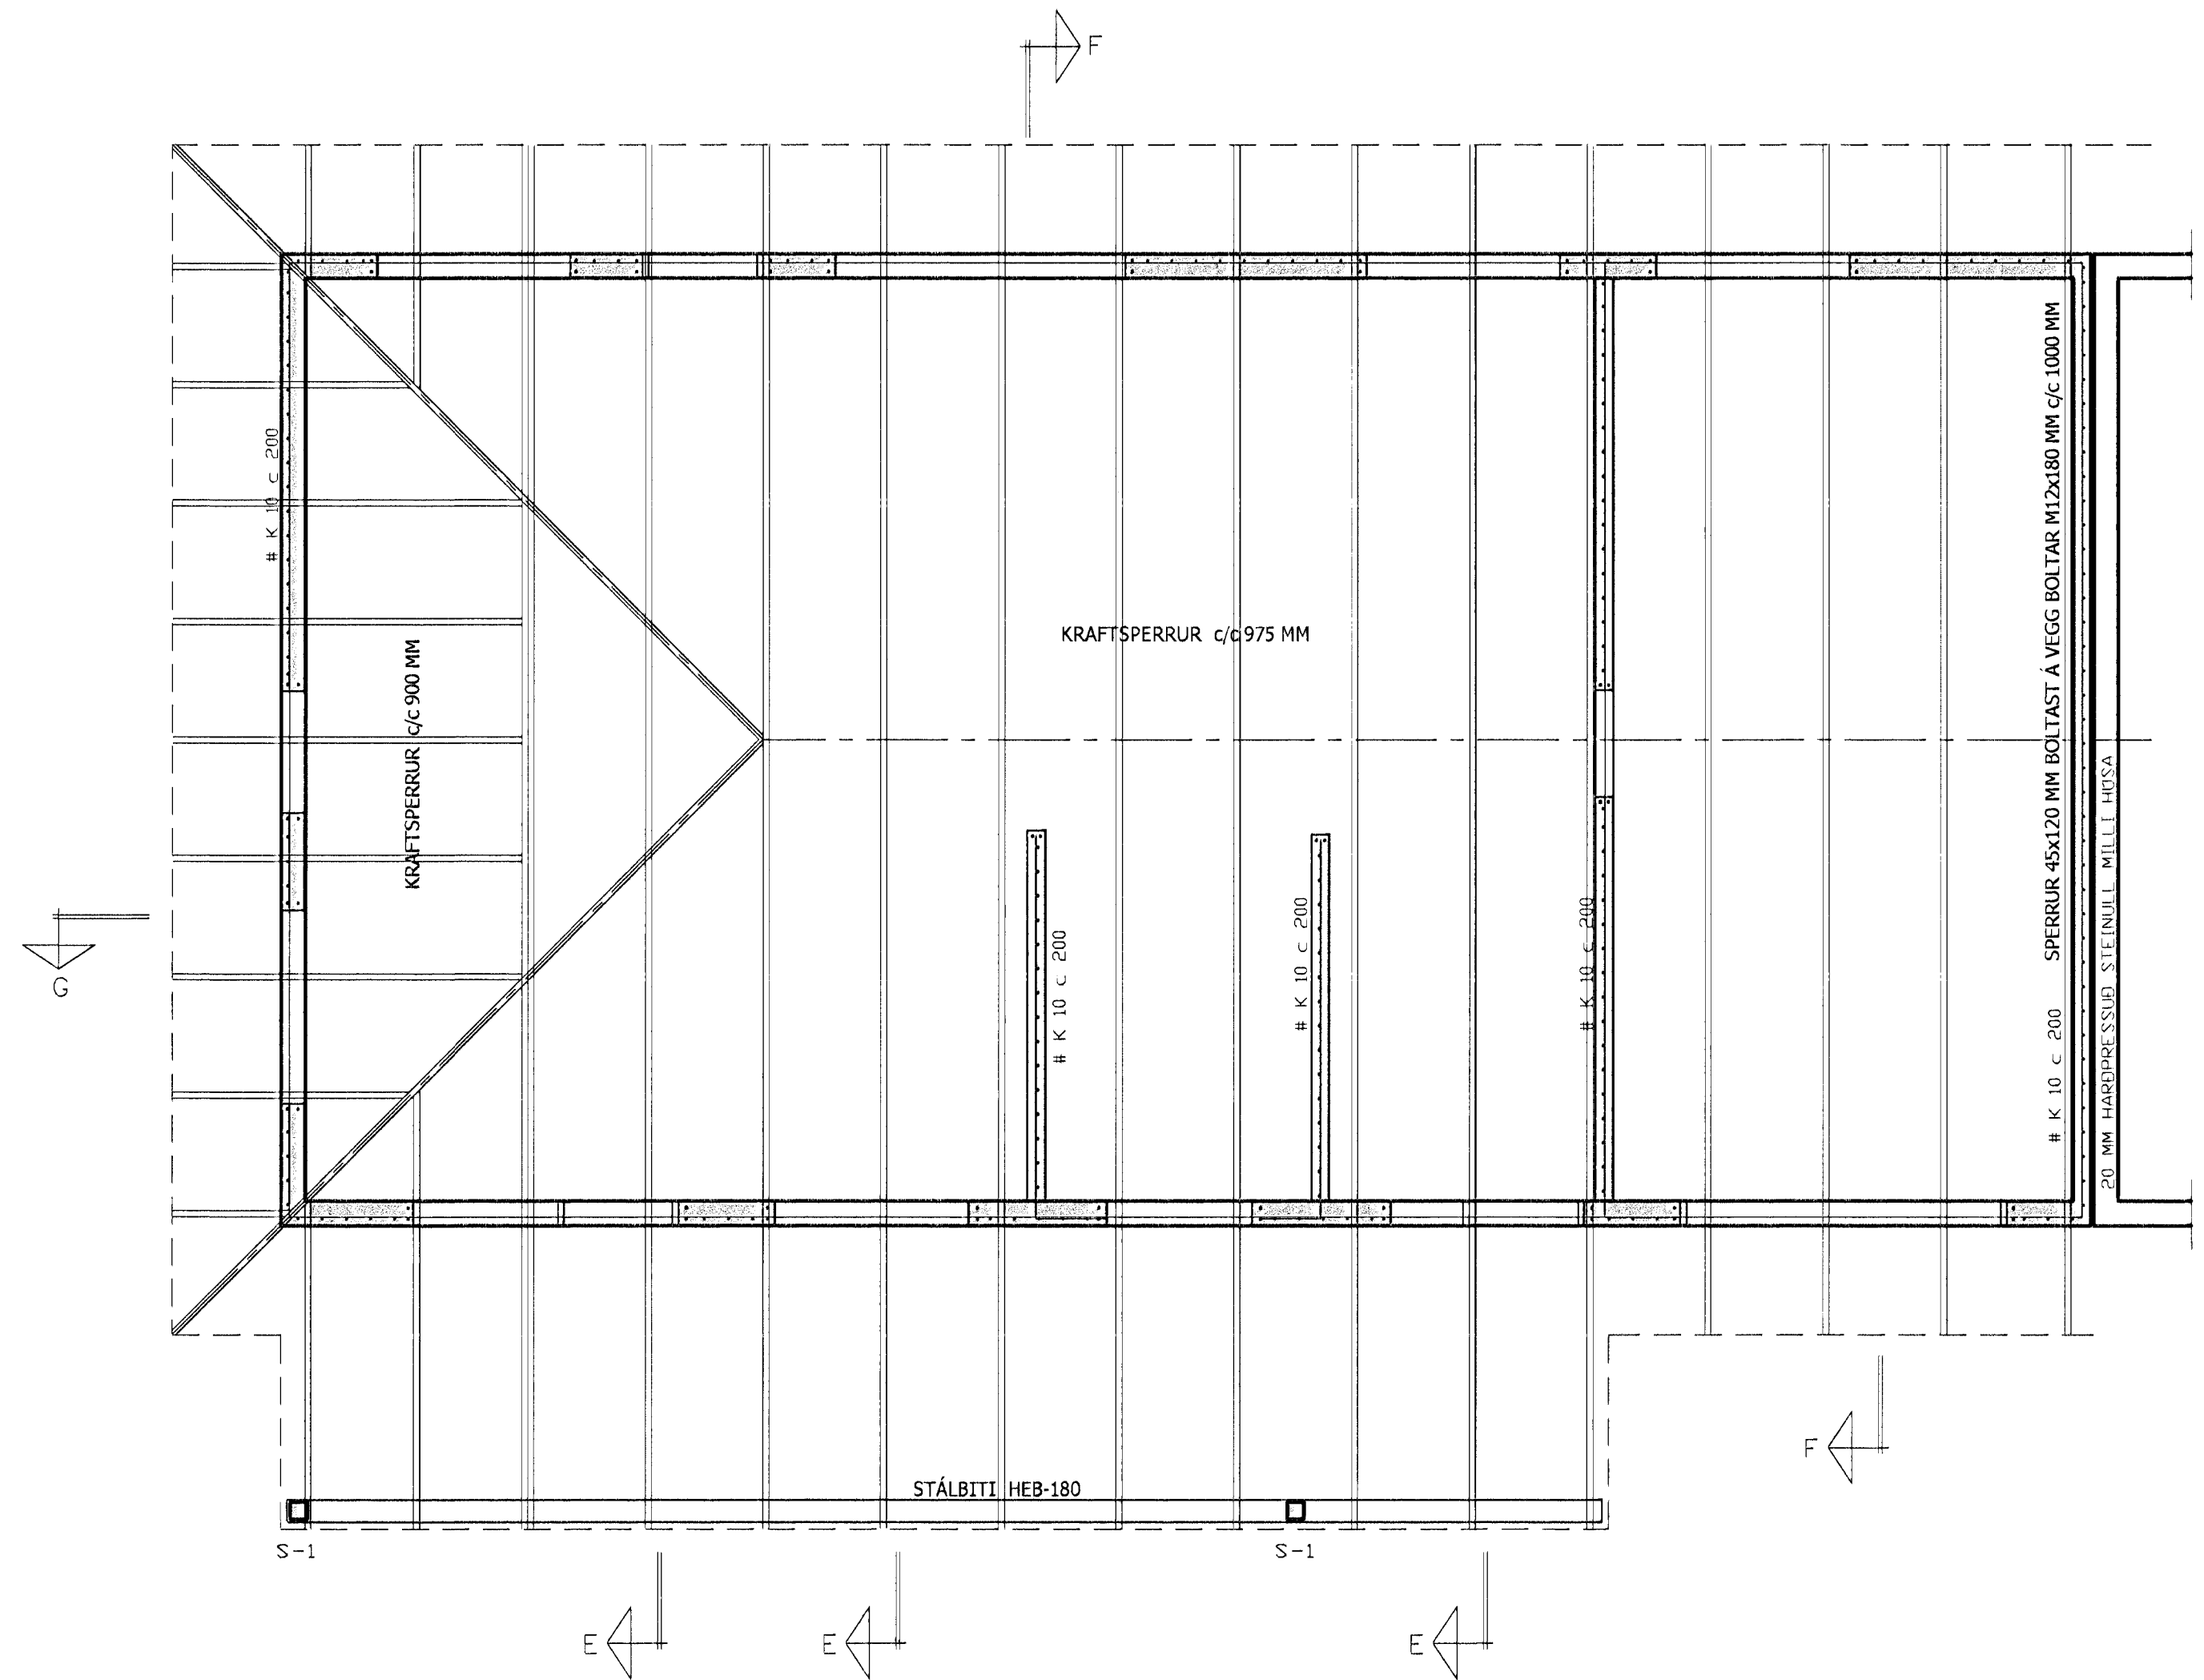 F
# K 10 c 200
KRAFTSPERRUR c/c 900 MM
KRAFTSPERRUR c/c 975 MM
G
# K 10 c 200
# K 10 c 200
# K 10 c 200
# K 10 c 200 SPERRUR 45x120 MM BOLTAST Á VEGG BOLTAR M12x180 MM c/c 1000 MM
20 MM HARÐPRESSUÐ STEINULL MILLI HÚSA
F
STÁLBITI HEB-180
S-1
S-1
E
E
E